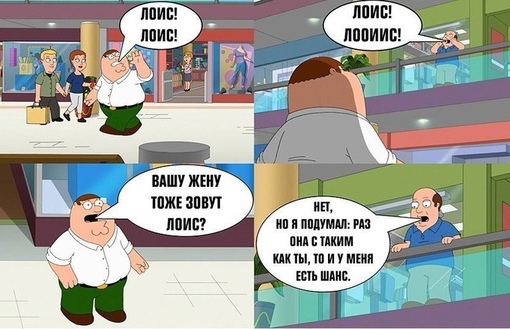 ЛОИС!
ЛОИС!
ЛОИС!
ЛООИИС!
ВАШУ ЖЕНУ
ТОЖЕ ЗОВУТ
ЛОИС?
НЕТ,
НО Я ПОДУМАЛ: РАЗ
ОНА С ТАКИМ
КАК ТЫ, ТО И У МЕНЯ
ЕСТЬ ШАНС.